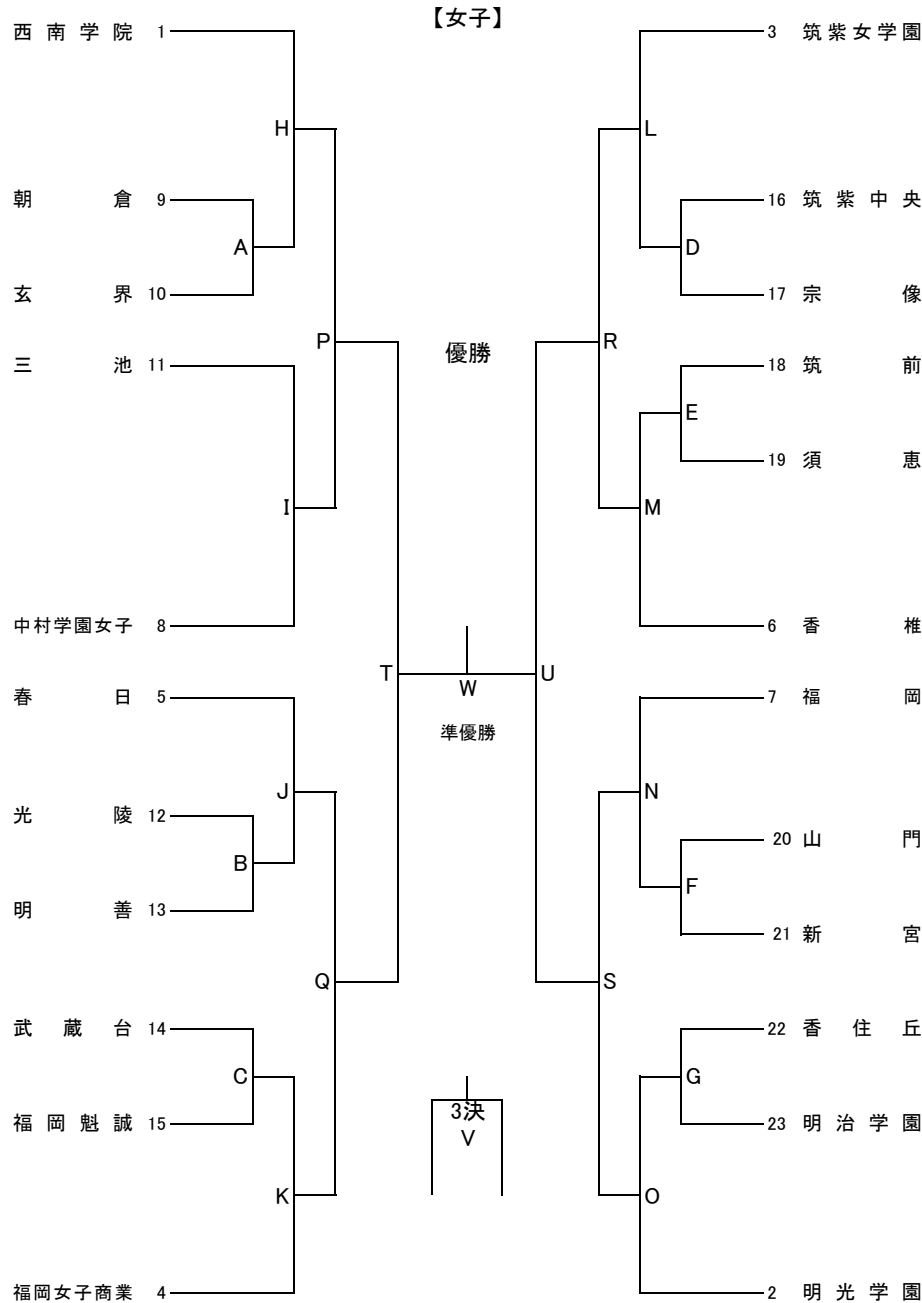 【女子】
西南学院 1
3 筑紫女学園
H
L
朝倉 9
16 筑紫中央
A
D
玄界 10
17 宗像
P
優勝
R
三池 11
18 筑前
E
19 須恵
I
M
中村学園女子 8
6 香椎
T
W
U
春日 5
7 福岡
準優勝
J
N
光陵 12
20 山門
B
F
明善 13
21 新宮
Q
S
武蔵台 14
22 香住丘
C
G
福岡魁誠 15
3決
V
23 明治学園
K
O
福岡女子商業 4
2 明光学園